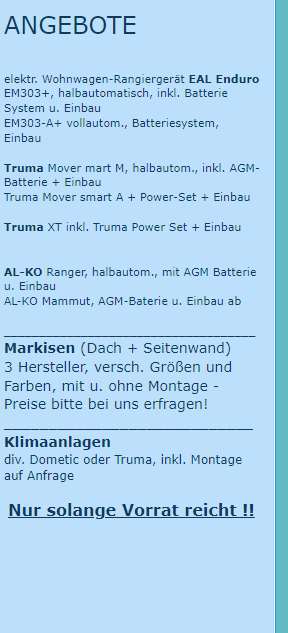 ANGEBOTE
elektr. Wohnwagen-Rangiergerät EAL Enduro
EM303+, halbautomatisch, inkl. Batterie
System u. Einbau
EM303-A+ vollautom., Batteriesystem,
Einbau
Truma Mover mart M, halbautom., inkl. AGM-
Batterie + Einbau
Truma Mover smart A + Power-Set + Einbau
Truma XT inkl. Truma Power Set + Einbau
AL-KO Ranger, halbautom., mit AGM Batterie
u. Einbau
AL-KO Mammut, AGM-Baterie u. Einbau ab
Markisen (Dach + Seitenwand)
3 Hersteller, versch. Größen und
Farben, mit u. ohne Montage -
Preise bitte bei uns erfragen!
Klimaanlagen
div. Dometic oder Truma, inkl. Montage
auf Anfrage
Nur solange Vorrat reicht !!